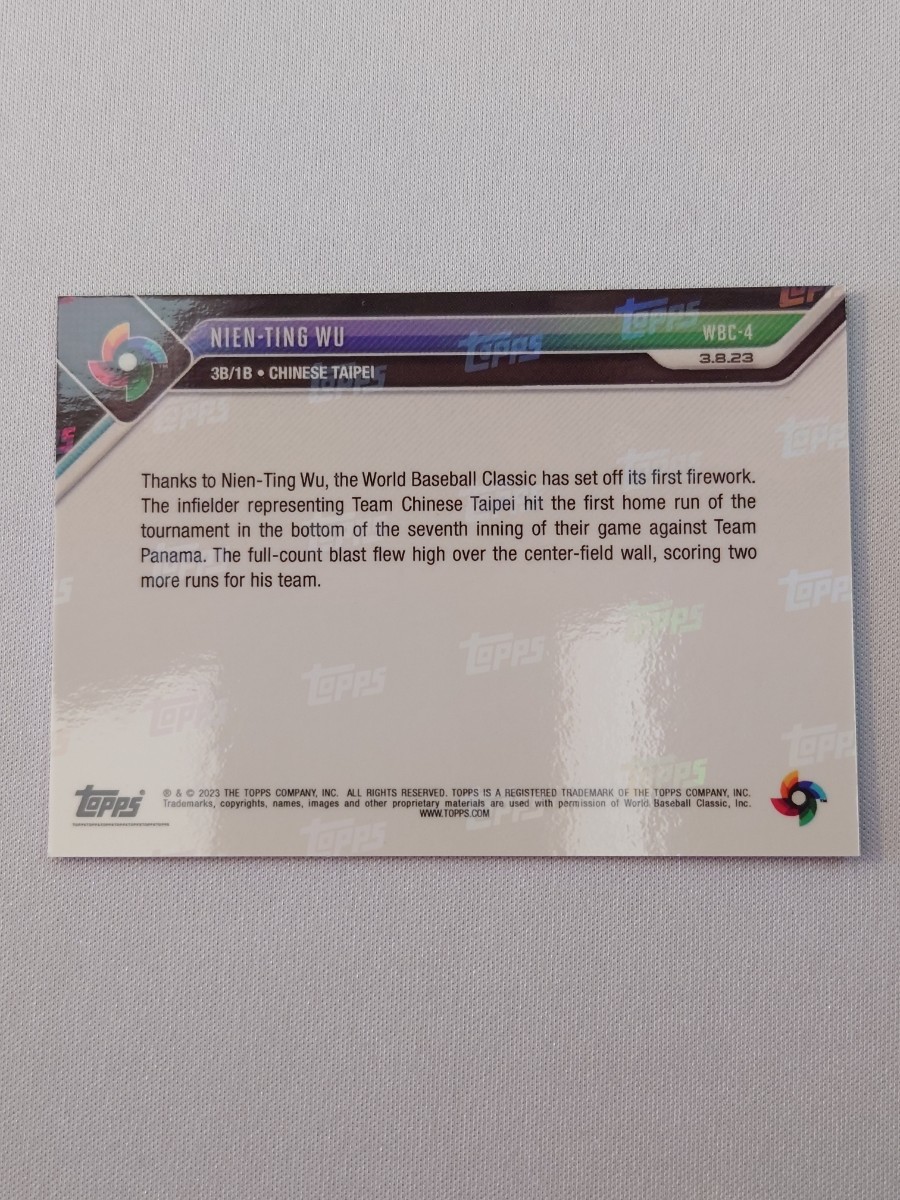 NIEN-TING WU
WBC-4
3.8.23
3B/1B • CHINESE TAIPEI
Thanks to Nien-Ting Wu, the World Baseball Classic has set off its first firework.
The infielder representing Team Chinese Taipei hit the first home run of the
tournament in the bottom of the seventh inning of their game against Team
Panama. The full-count blast flew high over the center-field wall, scoring two
more runs for his team.
Topps
® & © 2023 THE TOPPS COMPANY, INC. ALL RIGHTS RESERVED. TOPPS IS A REGISTERED TRADEMARK OF THE TOPPS COMPANY, INC.
Trademarks, copyrights, names, images and other proprietary materials are used with permission of World Baseball Classic, Inc.
WWW.TOPPS.COM